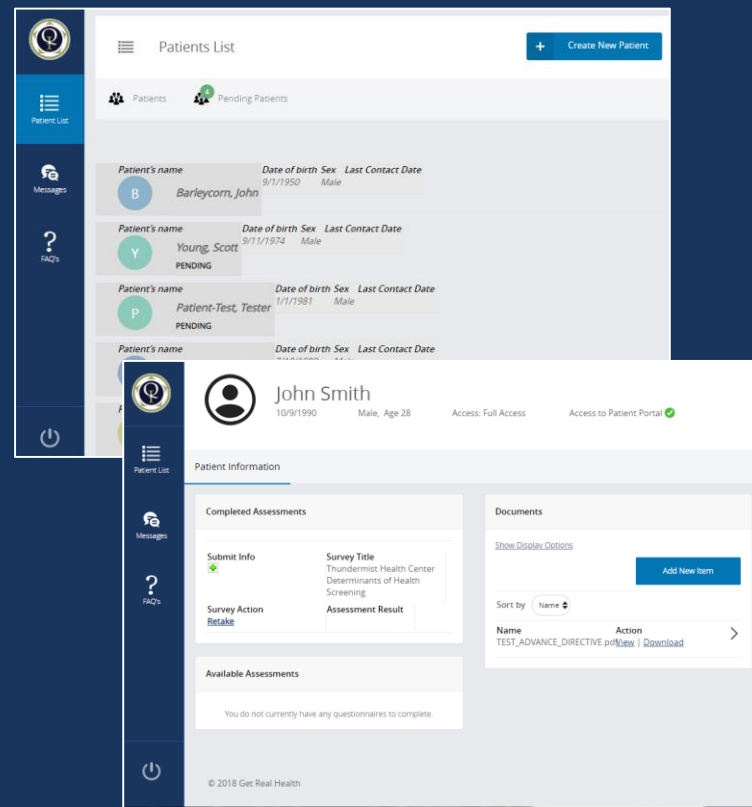 Patients List
+ Create New Patient
Patient List
Patients
4
Pending Patients
Messages
FAQ's
Patient's name Date of birth Sex Last Contact Date
B Barleycorn, John 9/1/1950 Male
Patient's name Date of birth Sex Last Contact Date
Y Young, Scott 9/11/1974 Male
PENDING
Patient's name Date of birth Sex Last Contact Date
P Patient-Test, Tester 1/1/1981 Male
PENDING
Patient's name Date of birth Sex Last Contact Date
John Smith
10/9/1990 Male, Age 28 Access: Full Access Access to Patient Portal
Patient List
Messages
FAQ's
Patient Information
Completed Assessments
Submit Info
Survey Title
Thundermist Health Center
Determinants of Health
Screening
Survey Action
Retake
Assessment Result
Available Assessments
You do not currently have any questionnaires to complete.
Documents
Show Display Options
Add New Item
Sort by Name
Name Action
TEST_ADVANCE_DIRECTIVE.pdf View | Download
© 2018 Get Real Health